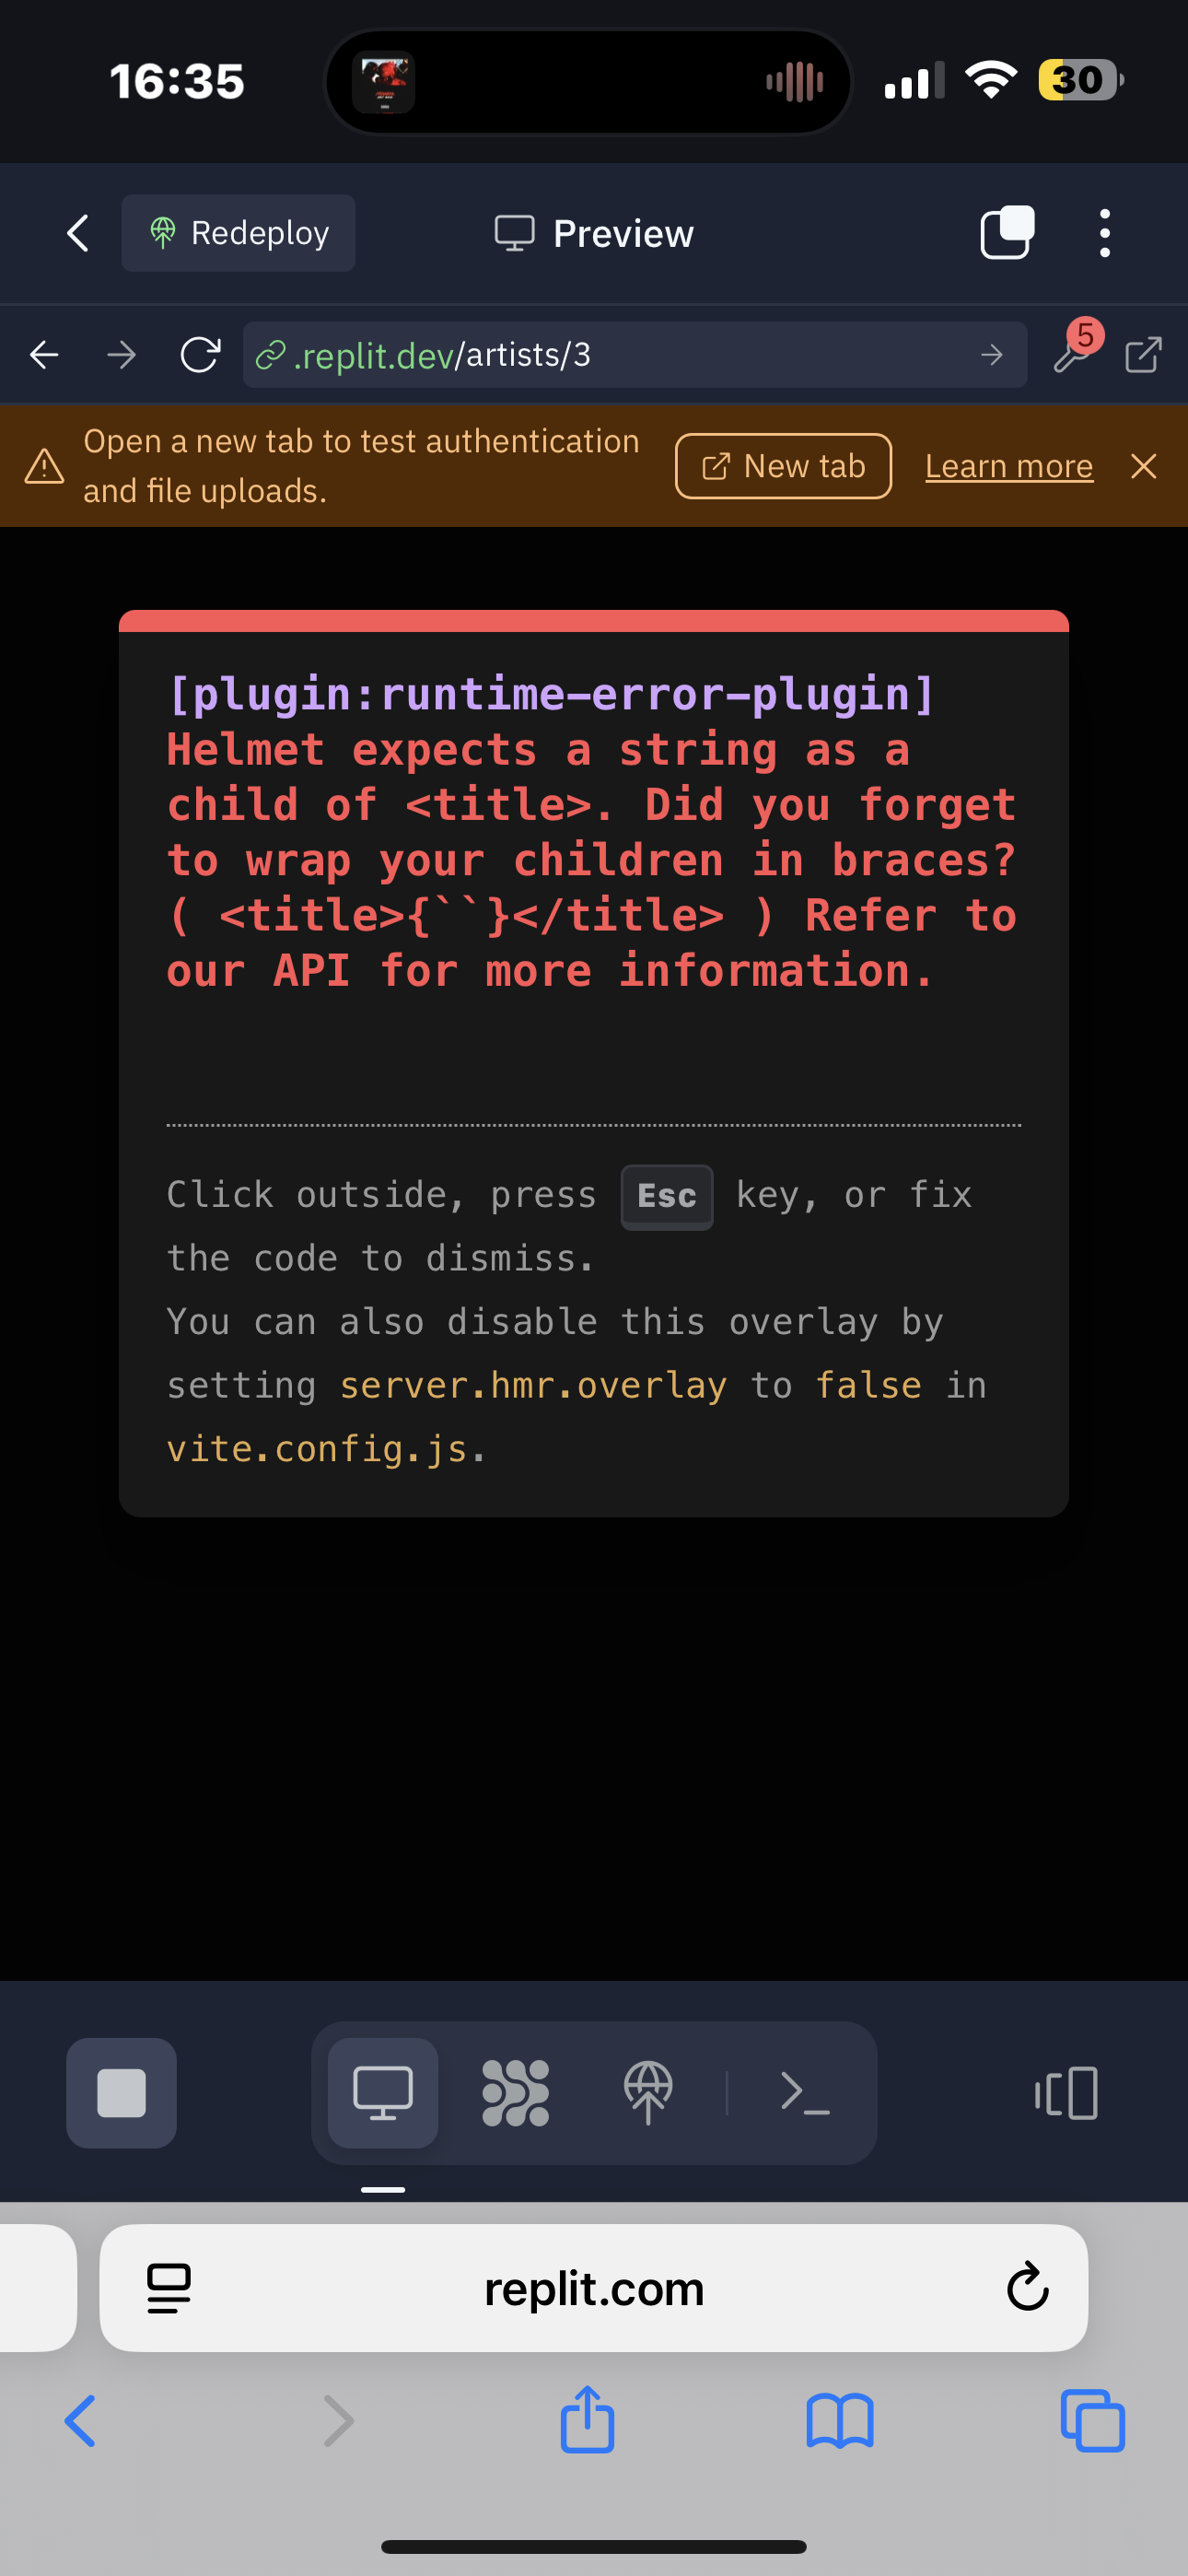 16:35
30
Redeploy
Preview
.replit.dev/artists/3
5
Open a new tab to test authentication
and file uploads.
New tab
Learn more
[plugin:runtime-error-plugin]
Helmet expects a string as a
child of <title>. Did you forget
to wrap your children in braces?
( <title>{``}</title> ) Refer to
our API for more information.
Click outside, press Esc key, or fix
the code to dismiss.
You can also disable this overlay by
setting server.hmr.overlay to false in
vite.config.js.
replit.com